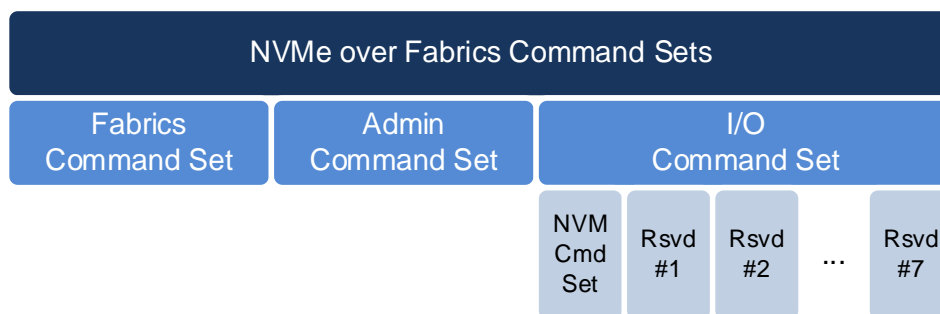 NVMe over Fabrics Command Sets
Fabrics
Command Set
Admin
Command Set
I/O
Command Set
NVM
Cmd
Set
Rsvd
#1
Rsvd
#2
...
Rsvd
#7